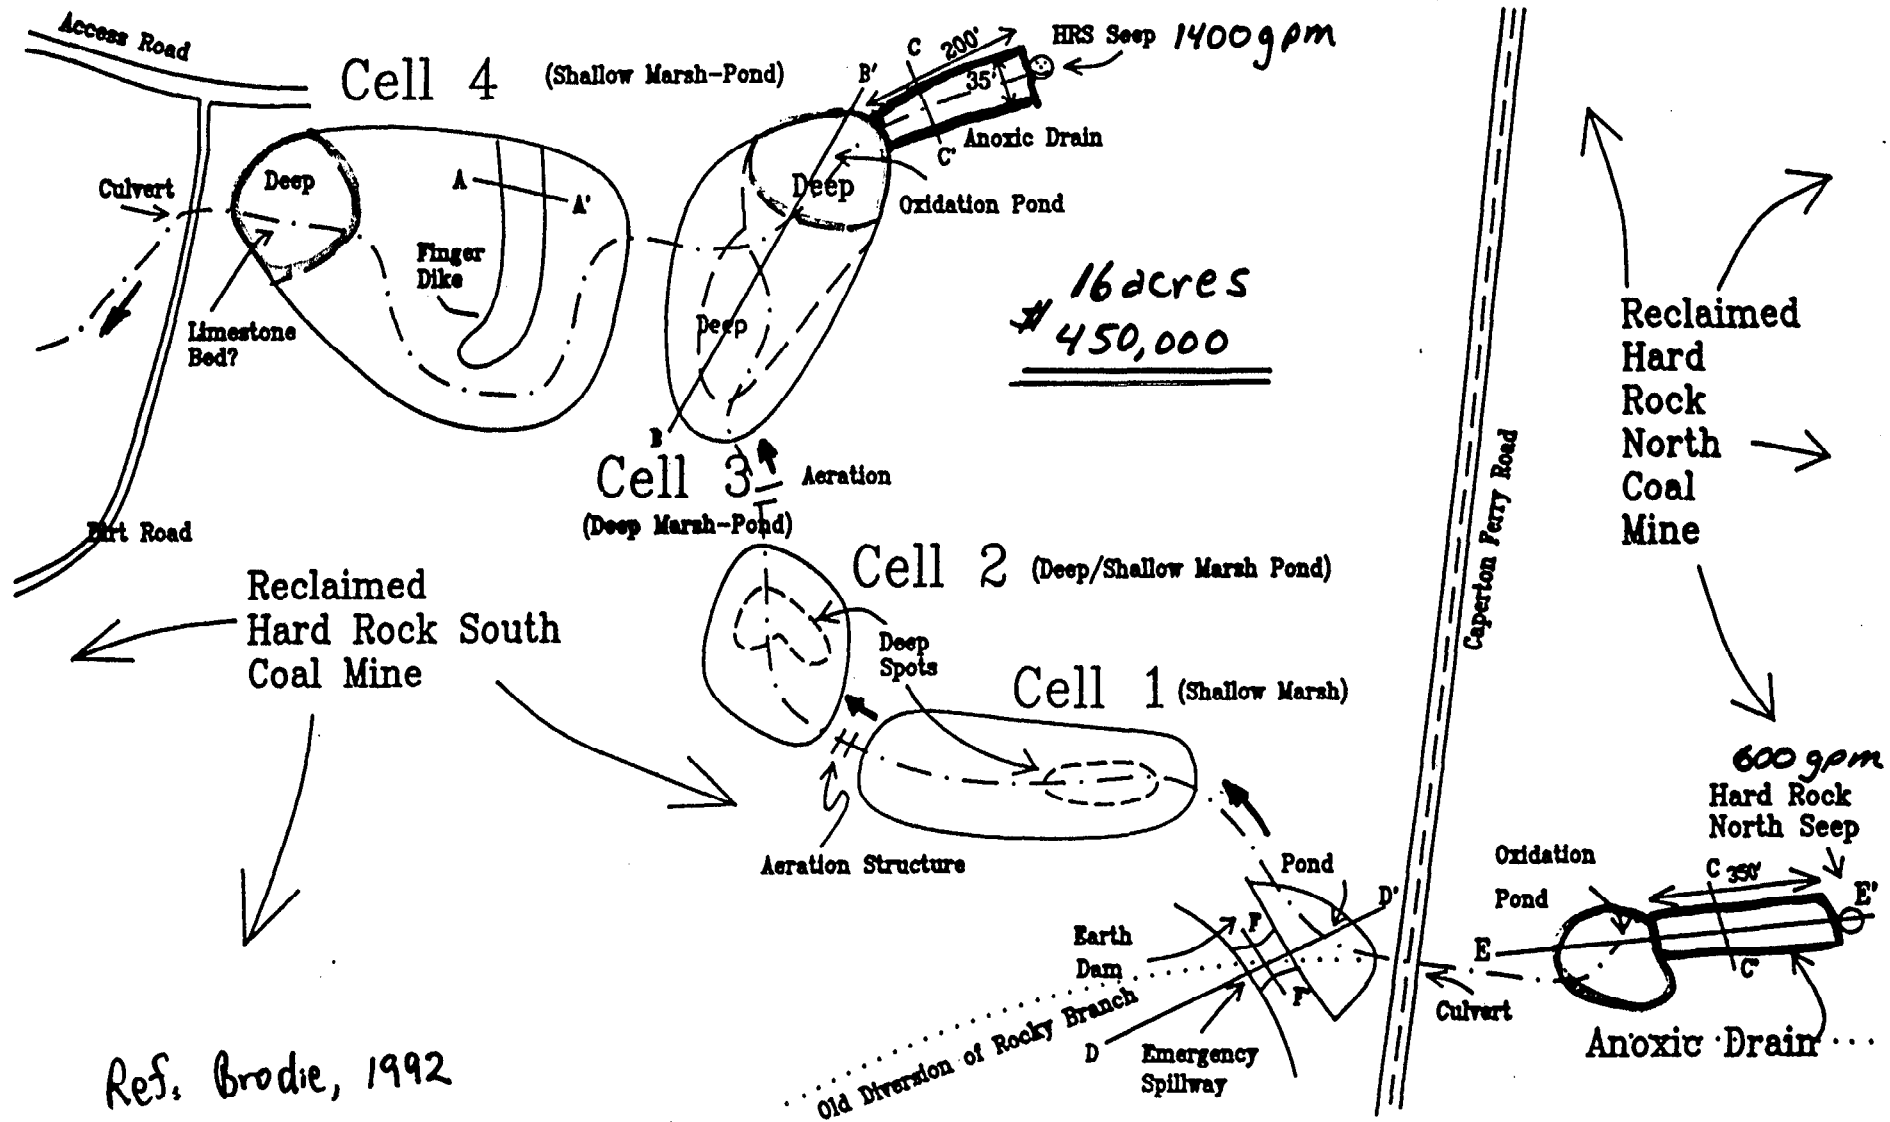 Access Road
Cell 4 (Shallow Marsh-Pond)
B'
C
200'
HRS Seep 1400gpm
35'
Anoxic Drain
C'
Deep
Culvert
A
A'
Deep
Oxidation Pond
Finger
Dike
Limestone
Bed?
Deep
16 acres
$ 450,000
Reclaimed
Hard
Rock
North
Coal
Mine
B
Cell 3
(Deep Marsh-Pond)
Aeration
Caperton Ferry Road
Dirt Road
Cell 2 (Deep/Shallow Marsh Pond)
Reclaimed
Hard Rock South
Coal Mine
Deep
Spots
Cell 1 (Shallow Marsh)
600 gpm
Hard Rock
North Seep
Aeration Structure
Pond
Oxidation
Pond
C
350'
E'
D'
Earth
Dam
F'
F
E
C'
Culvert
Old Diversion of Rocky Branch
D
Emergency
Spillway
Anoxic Drain
Ref. Brodie, 1992